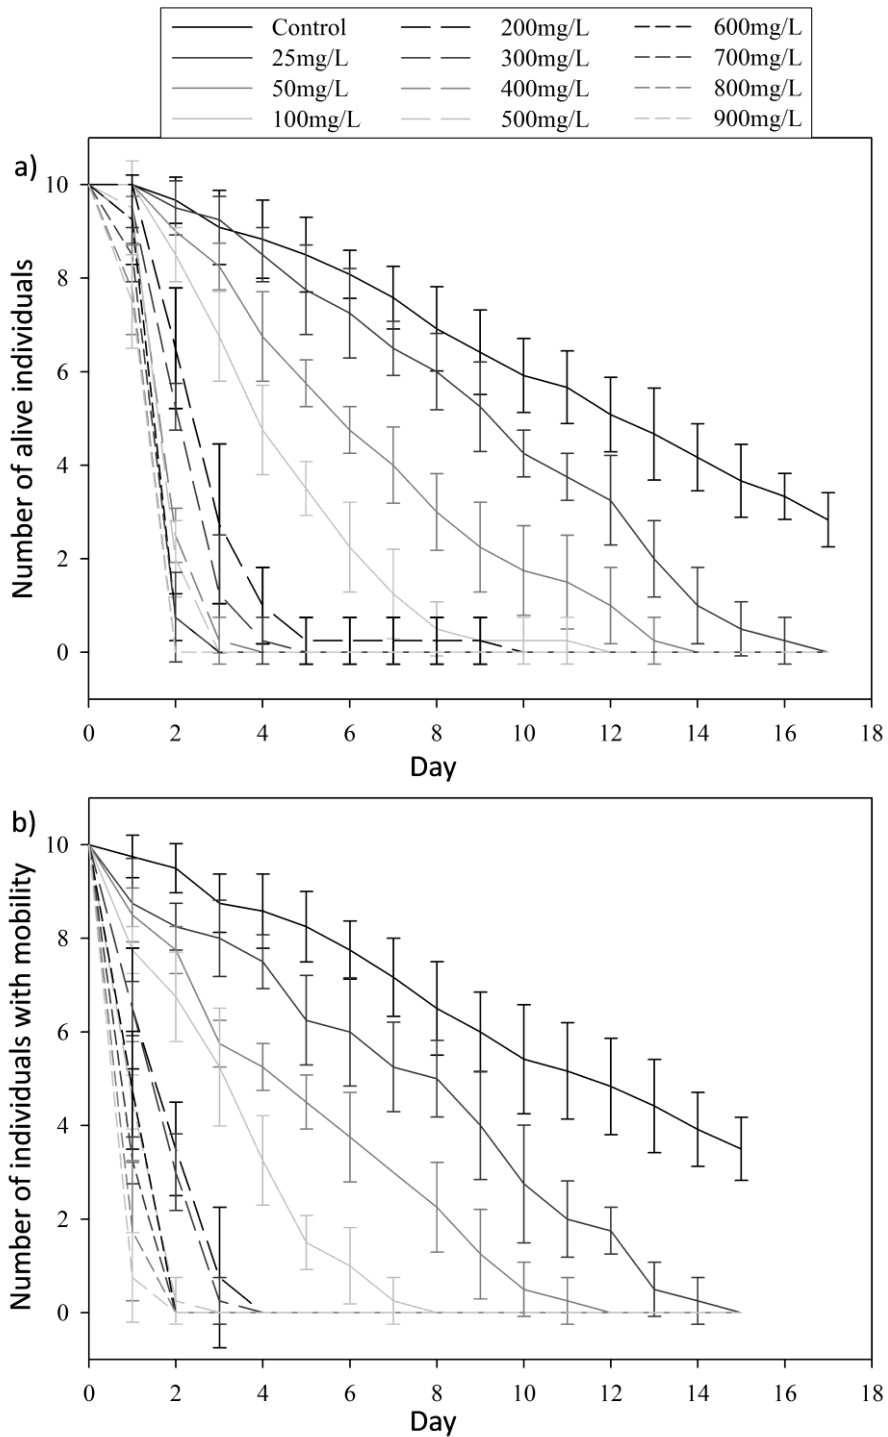 Control 200mg/L 600mg/L
25mg/L 300mg/L 700mg/L
50mg/L 400mg/L 800mg/L
100mg/L 500mg/L 900mg/L
a)
Number of alive individuals
10
8
6
4
2
0
0 2 4 6 8 10 12 14 16 18
Day
b)
Number of individuals with mobility
10
8
6
4
2
0
0 2 4 6 8 10 12 14 16 18
Day